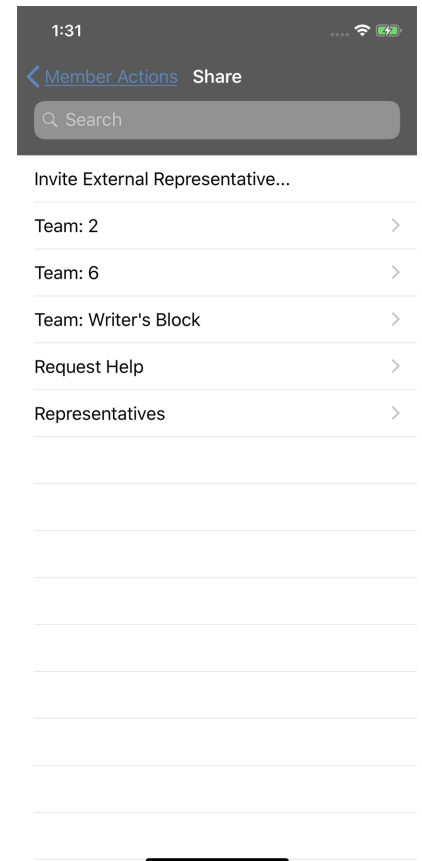 1:31
Member Actions Share
Search
Invite External Representative...
Team: 2
Team: 6
Team: Writer's Block
Request Help
Representatives